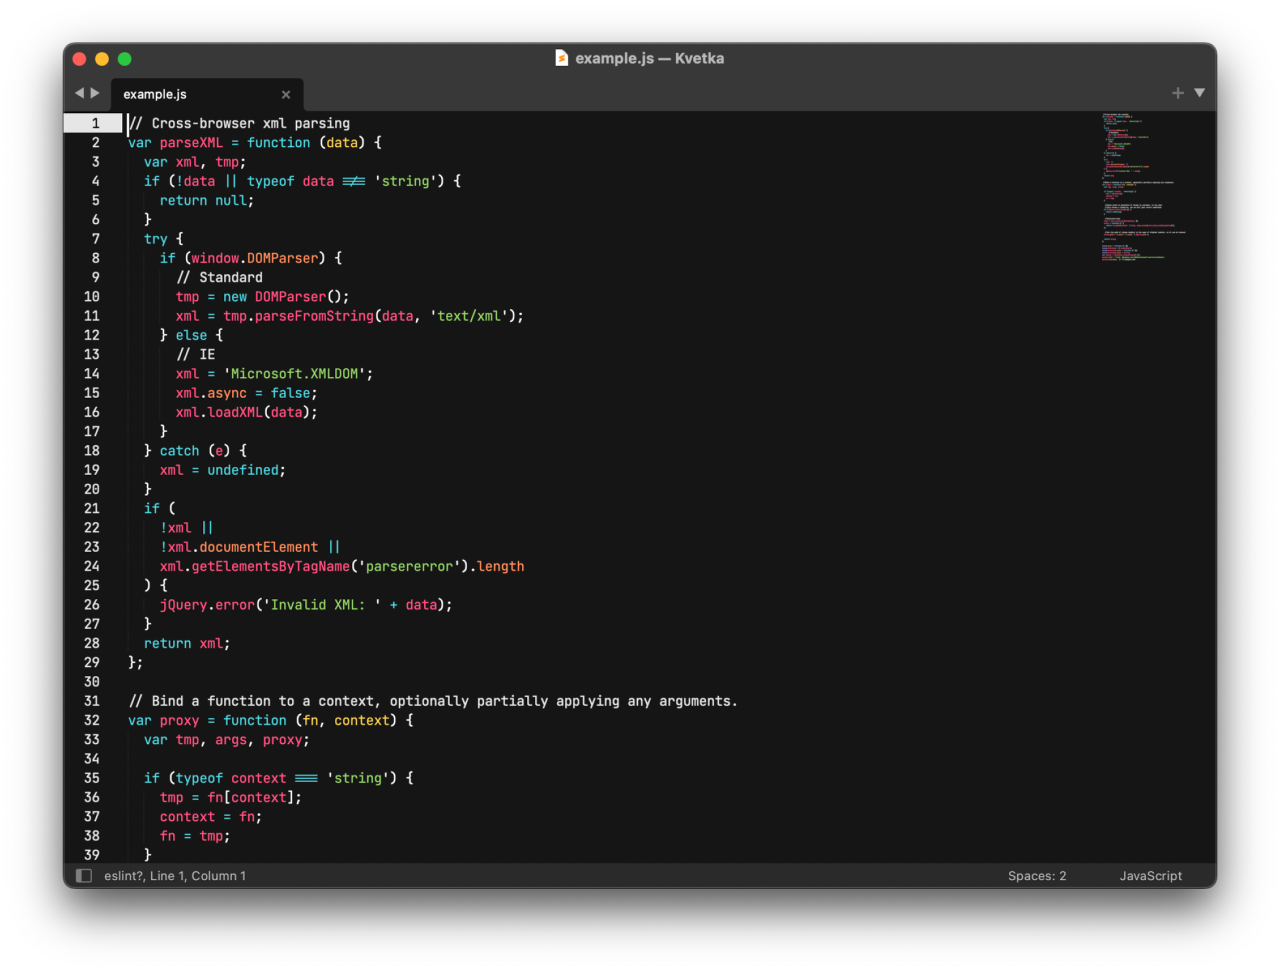 example.js — Kvetka
example.js
1 // Cross-browser xml parsing
2 var parseXML = function (data) {
3   var xml, tmp;
4   if (!data || typeof data !== 'string') {
5     return null;
6   }
7   try {
8     if (window.DOMParser) {
9       // Standard
10       tmp = new DOMParser();
11       xml = tmp.parseFromString(data, 'text/xml');
12     } else {
13       // IE
14       xml = 'Microsoft.XMLDOM';
15       xml.async = false;
16       xml.loadXML(data);
17     }
18   } catch (e) {
19     xml = undefined;
20   }
21   if (
22     !xml ||
23     !xml.documentElement ||
24     xml.getElementsByTagName('parsererror').length
25   ) {
26     jQuery.error('Invalid XML: ' + data);
27   }
28   return xml;
29 };
30
31 // Bind a function to a context, optionally partially applying any arguments.
32 var proxy = function (fn, context) {
33   var tmp, args, proxy;
34
35   if (typeof context === 'string') {
36     tmp = fn[context];
37     context = fn;
38     fn = tmp;
39   }
eslint?, Line 1, Column 1
Spaces: 2
JavaScript